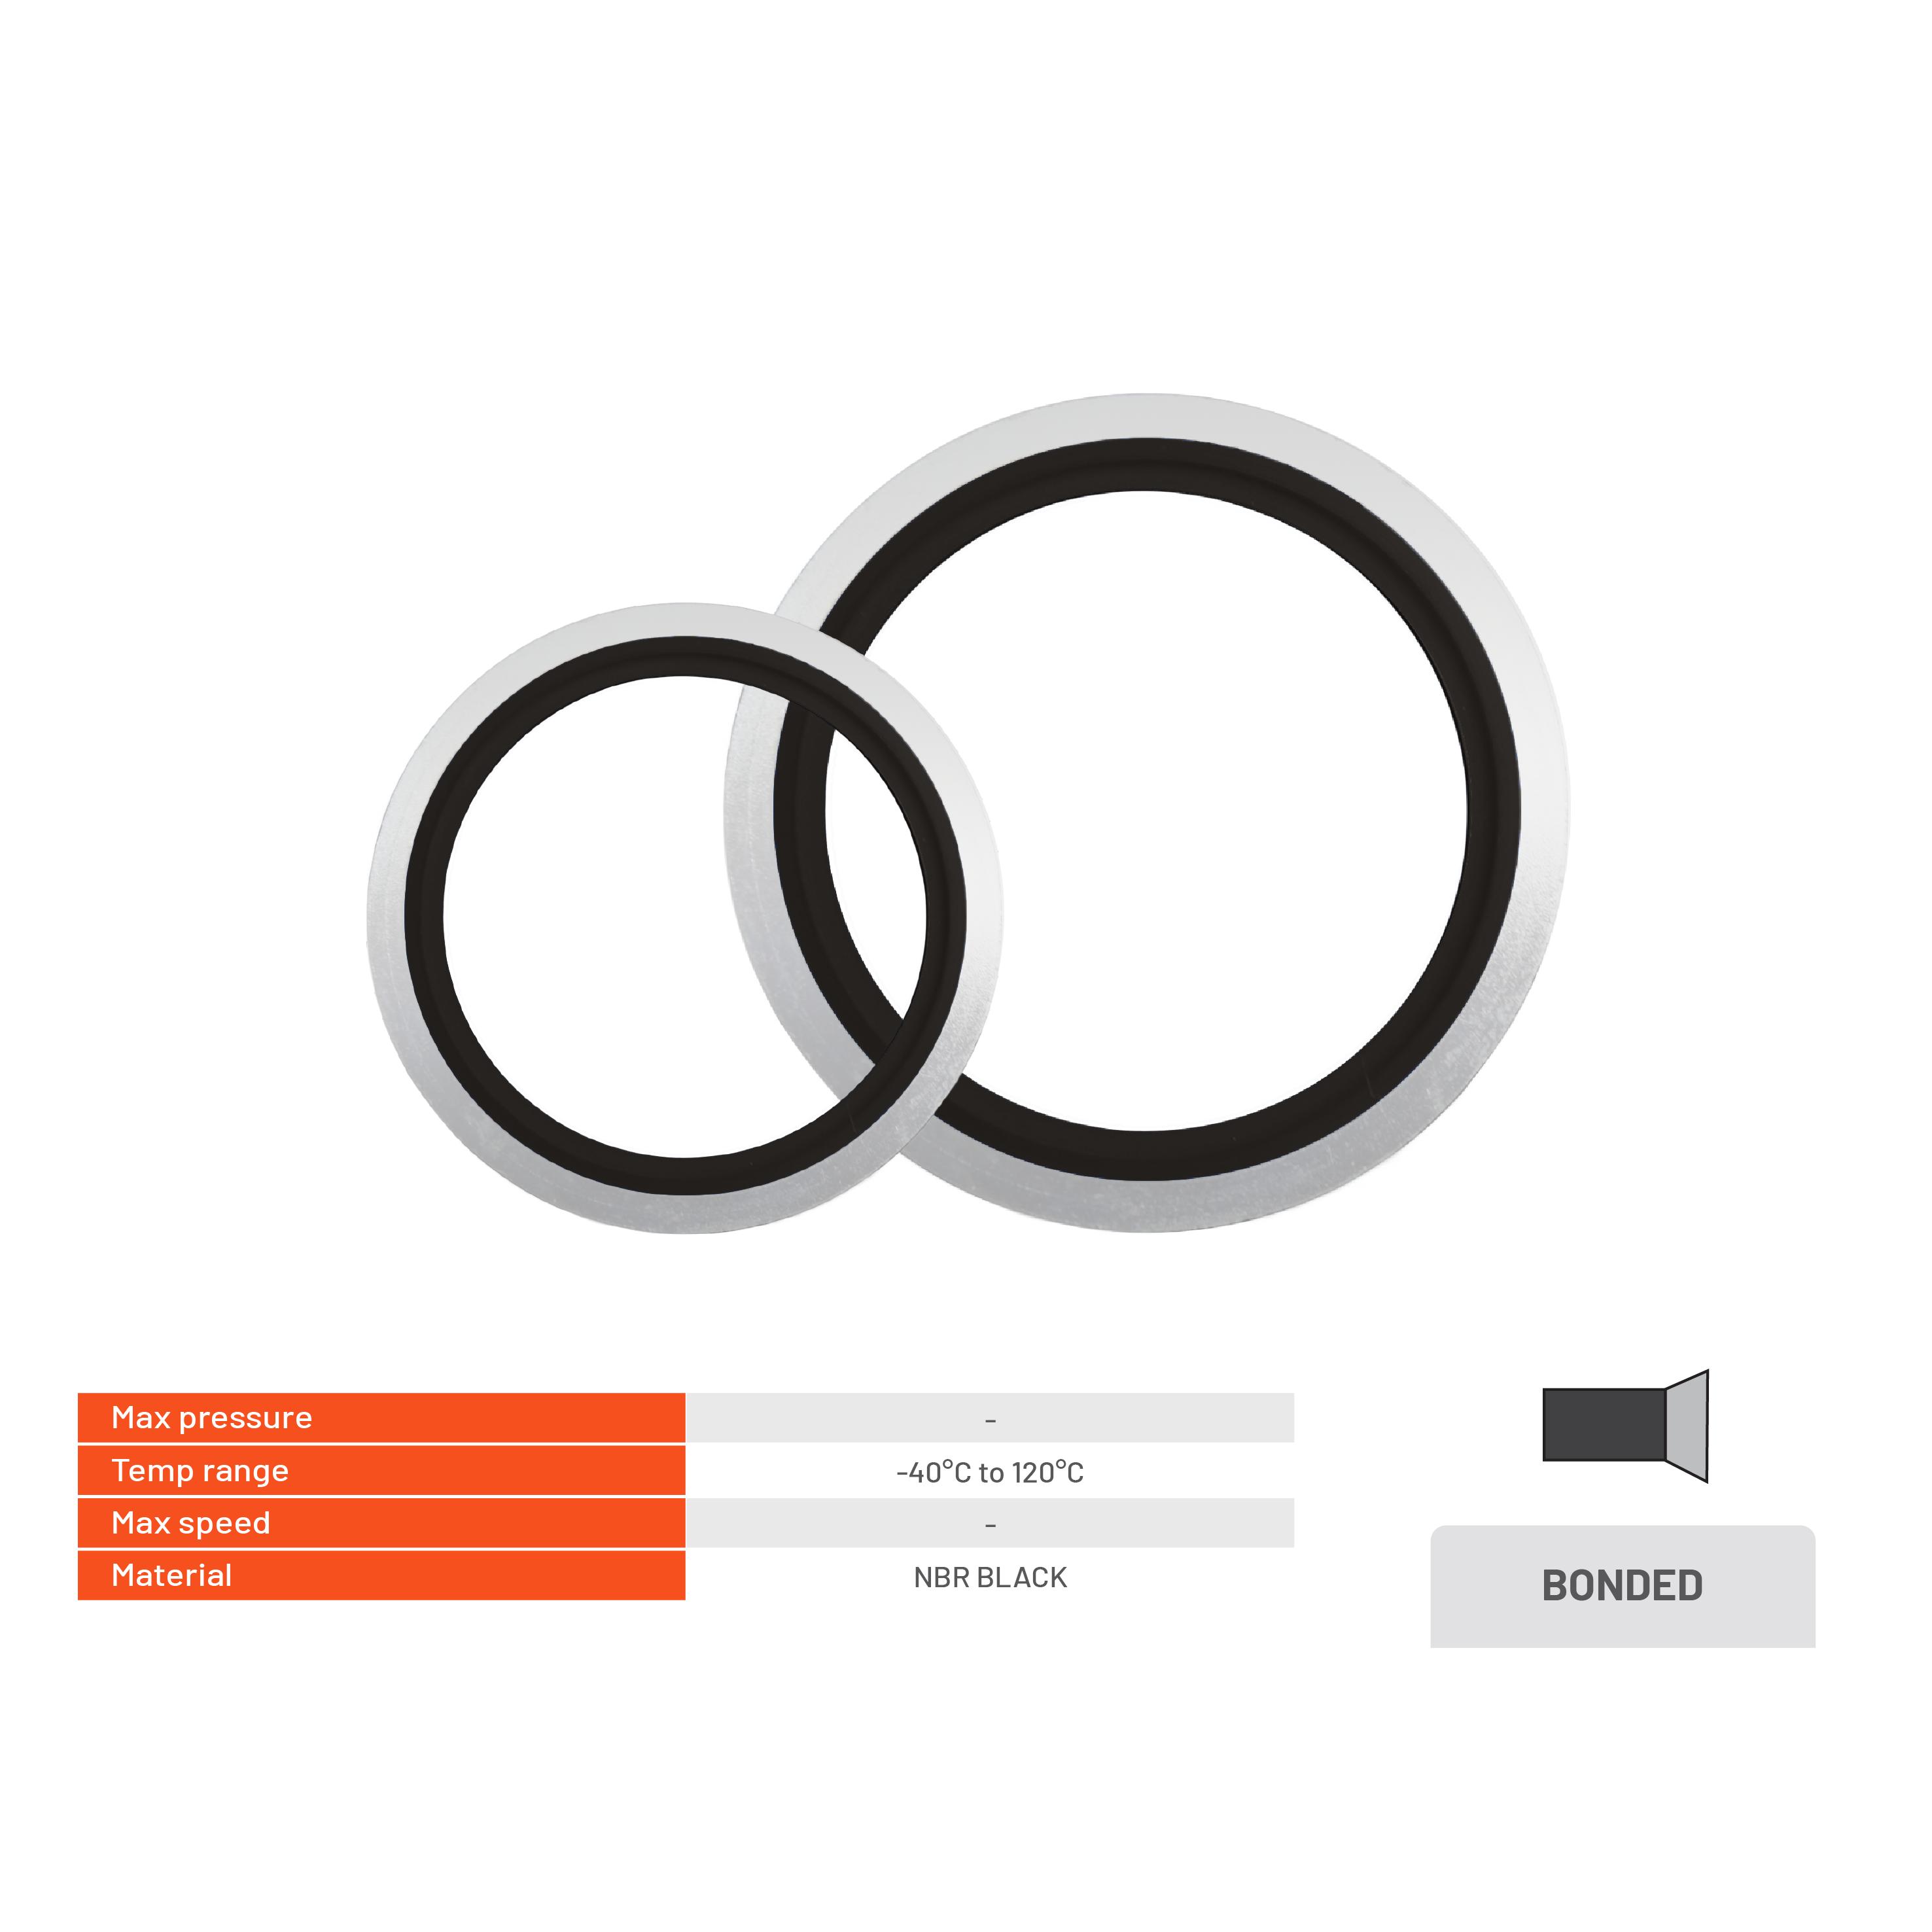 Max pressure -
Temp range -40°C to 120°C
Max speed -
Material NBR BLACK
BONDED